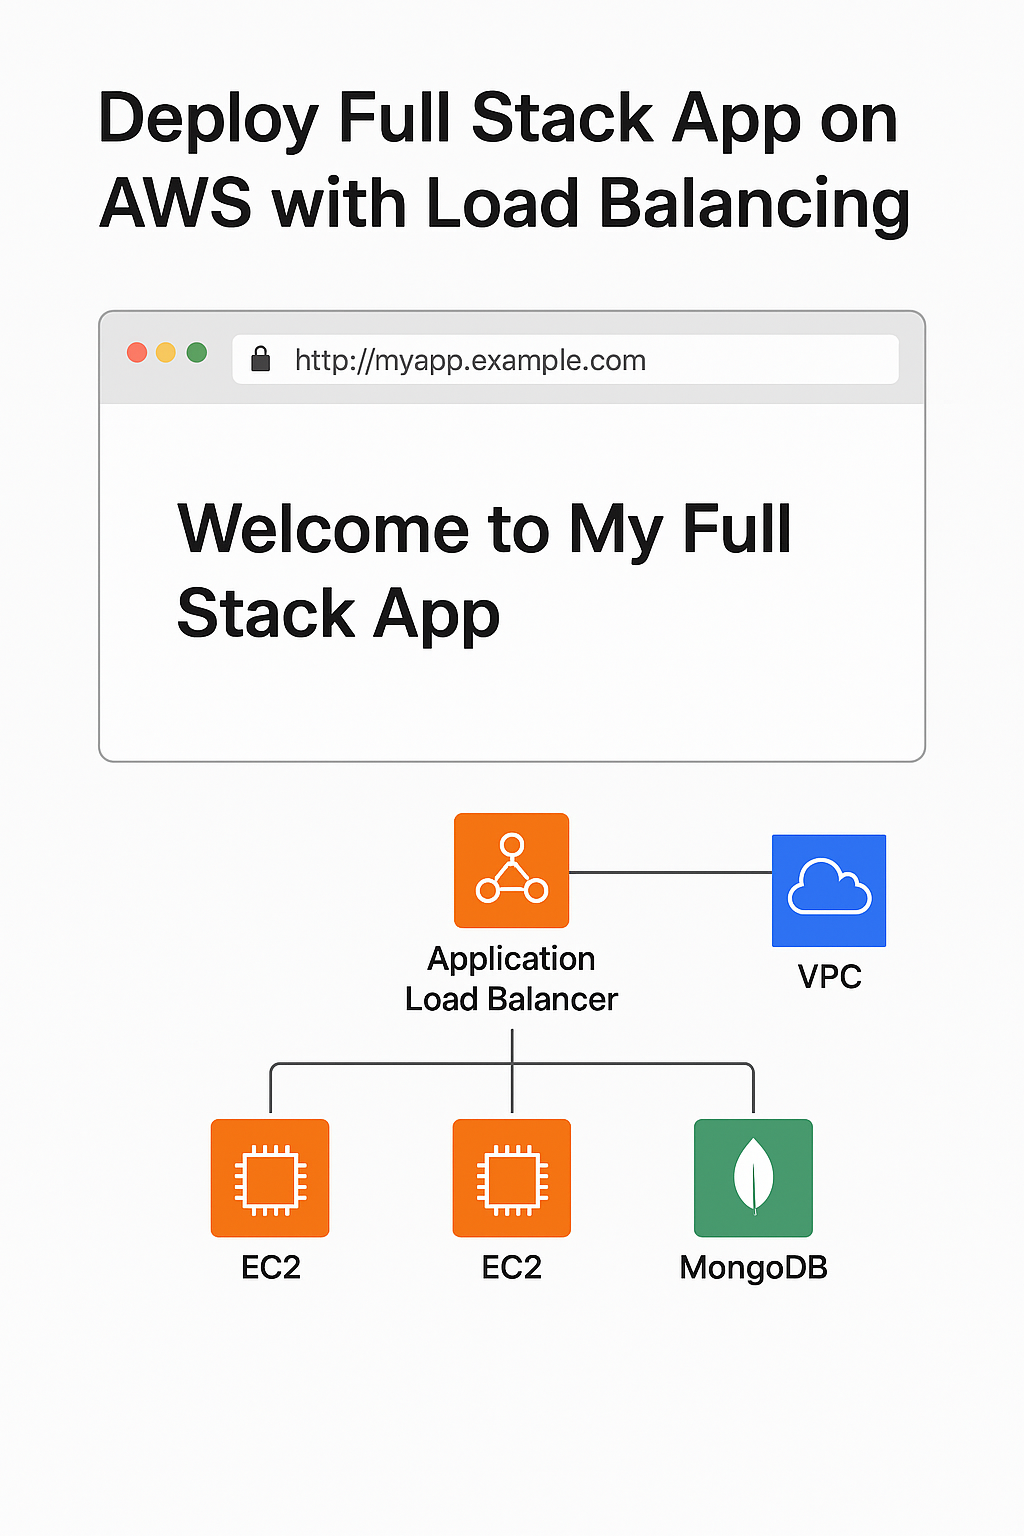 Deploy Full Stack App on
AWS with Load Balancing
http://myapp.example.com
Welcome to My Full
Stack App
Application
Load Balancer
VPC
EC2
EC2
MongoDB